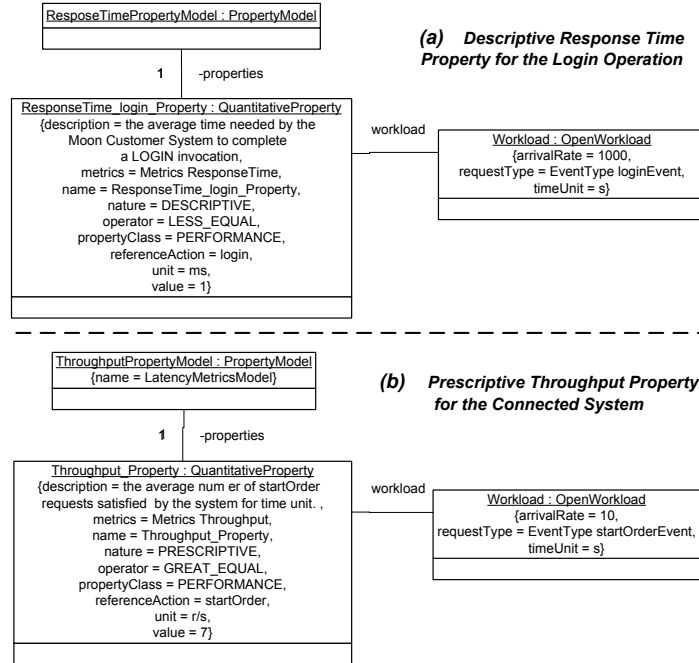 ResposeTimePropertyModel : PropertyModel
(a) Descriptive Response Time
Property for the Login Operation
1 -properties
ResponseTime_login_Property : QuantitativeProperty
{description = the average time needed by the
Moon Customer System to complete
a LOGIN invocation,
metrics = Metrics ResponseTime,
name = ResponseTime_login_Property,
nature = DESCRIPTIVE,
operator = LESS_EQUAL,
propertyClass = PERFORMANCE,
referenceAction = login,
unit = ms,
value = 1}
workload
Workload : OpenWorkload
{arrivalRate = 1000,
requestType = EventType loginEvent,
timeUnit = s}
ThroughputPropertyModel : PropertyModel
{name = LatencyMetricsModel}
(b) Prescriptive Throughput Property
for the Connected System
1 -properties
Throughput_Property : QuantitativeProperty
{description = the average num er of startOrder
requests satisfied by the system for time unit. ,
metrics = Metrics Throughput,
name = Throughput_Property,
nature = PRESCRIPTIVE,
operator = GREAT_EQUAL,
propertyClass = PERFORMANCE,
referenceAction = startOrder,
unit = r/s,
value = 7}
workload
Workload : OpenWorkload
{arrivalRate = 10,
requestType = EventType startOrderEvent,
timeUnit = s}